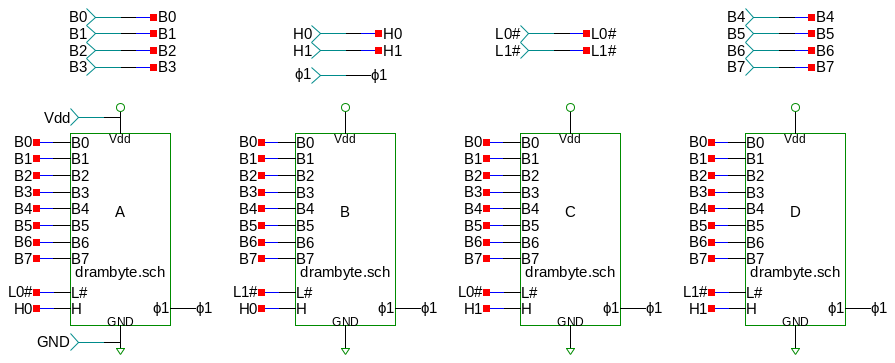 B0 B0 H0 H0 L0# L0# B4 B4
B1 B1 H1 H1 L1# L1# B5 B5
B2 B2 B6 B6
B3 B3 ϕ1 ϕ1 B7 B7
Vdd
Vdd Vdd Vdd Vdd
B0 B0 B0 B0 B0 B0 B0 B0
B1 B1 B1 B1 B1 B1 B1 B1
B2 B2 B2 B2 B2 B2 B2 B2
B3 B3 B3 B3 B3 B3 B3 B3
B4 B4 A B4 B4 B B4 B4 C B4 B4 D
B5 B5 B5 B5 B5 B5 B5 B5
B6 B6 B6 B6 B6 B6 B6 B6
B7 B7 B7 B7 B7 B7 B7 B7
drambyte.sch drambyte.sch drambyte.sch drambyte.sch
L0# L# L1# L# L0# L# L1# L#
H0 H ϕ1 ϕ1 H0 H ϕ1 ϕ1 H1 H ϕ1 ϕ1 H1 H ϕ1 ϕ1
GND GND GND GND
GND